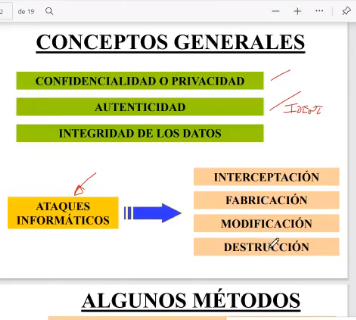 de 19
CONCEPTOS GENERALES
CONFIDENCIALIDAD O PRIVACIDAD
AUTENTICIDAD
INTEGRIDAD DE LOS DATOS
ATAQUES
INFORMÁTICOS
INTERCEPTACIÓN
FABRICACIÓN
MODIFICACIÓN
DESTRUCCIÓN
ALGUNOS MÉTODOS